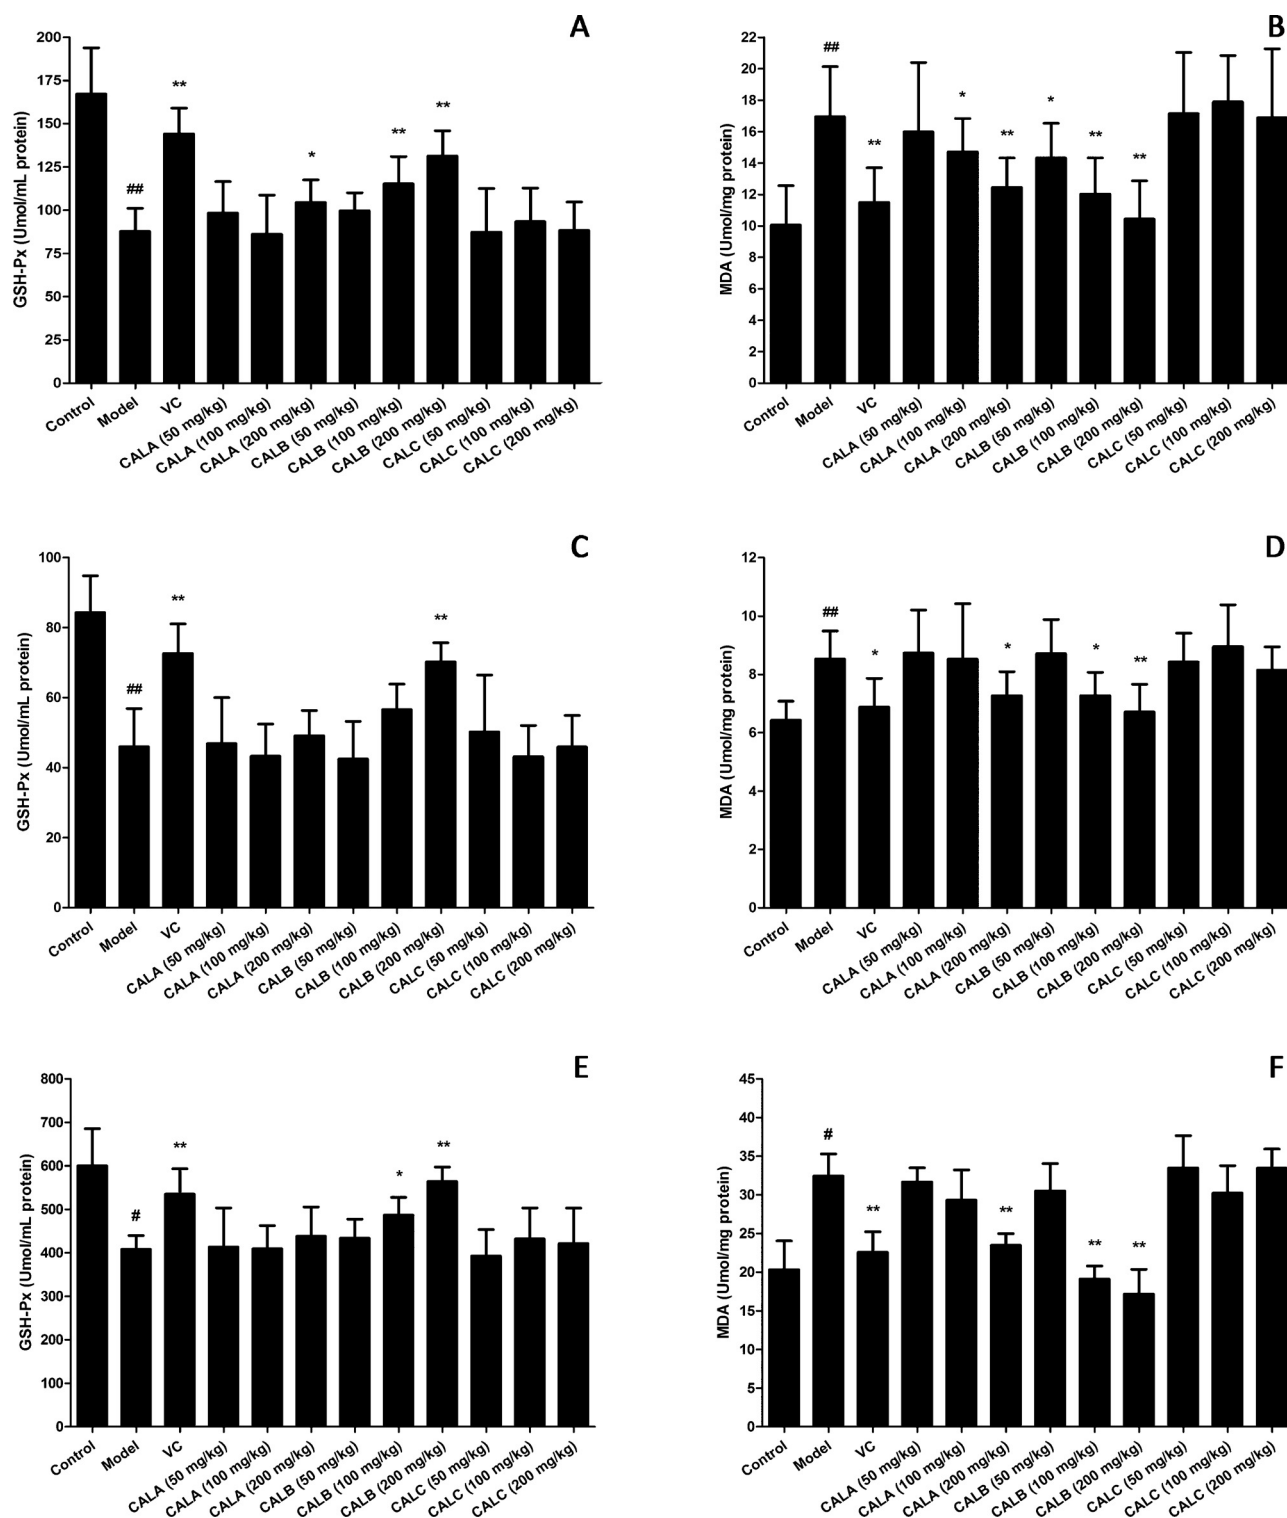 A
GSH-Px (Umol/mL protein)
200
175
150
125
100
75
50
25
0
##
**
*
**
**
Control
Model
VC
CALA (50 mg/kg)
CALA (100 mg/kg)
CALA (200 mg/kg)
CALB (50 mg/kg)
CALB (100 mg/kg)
CALB (200 mg/kg)
CALC (50 mg/kg)
CALC (100 mg/kg)
CALC (200 mg/kg)
B
MDA (Umol/mg protein)
22
20
18
16
14
12
10
8
6
4
2
0
##
**
*
**
*
**
**
Control
Model
VC
CALA (50 mg/kg)
CALA (100 mg/kg)
CALA (200 mg/kg)
CALB (50 mg/kg)
CALB (100 mg/kg)
CALB (200 mg/kg)
CALC (50 mg/kg)
CALC (100 mg/kg)
CALC (200 mg/kg)
C
GSH-Px (Umol/mL protein)
100
80
60
40
20
0
##
**
**
Control
Model
VC
CALA (50 mg/kg)
CALA (100 mg/kg)
CALA (200 mg/kg)
CALB (50 mg/kg)
CALB (100 mg/kg)
CALB (200 mg/kg)
CALC (50 mg/kg)
CALC (100 mg/kg)
CALC (200 mg/kg)
D
MDA (Umol/mg protein)
12
10
8
6
4
2
0
##
*
*
*
**
Control
Model
VC
CALA (50 mg/kg)
CALA (100 mg/kg)
CALA (200 mg/kg)
CALB (50 mg/kg)
CALB (100 mg/kg)
CALB (200 mg/kg)
CALC (50 mg/kg)
CALC (100 mg/kg)
CALC (200 mg/kg)
E
GSH-Px (Umol/mL protein)
800
700
600
500
400
300
200
100
0
#
**
*
**
Control
Model
VC
CALA (50 mg/kg)
CALA (100 mg/kg)
CALA (200 mg/kg)
CALB (50 mg/kg)
CALB (100 mg/kg)
CALB (200 mg/kg)
CALC (50 mg/kg)
CALC (100 mg/kg)
CALC (200 mg/kg)
F
MDA (Umol/mg protein)
45
40
35
30
25
20
15
10
5
0
#
**
**
**
**
Control
Model
VC
CALA (50 mg/kg)
CALA (100 mg/kg)
CALA (200 mg/kg)
CALB (50 mg/kg)
CALB (100 mg/kg)
CALB (200 mg/kg)
CALC (50 mg/kg)
CALC (100 mg/kg)
CALC (200 mg/kg)